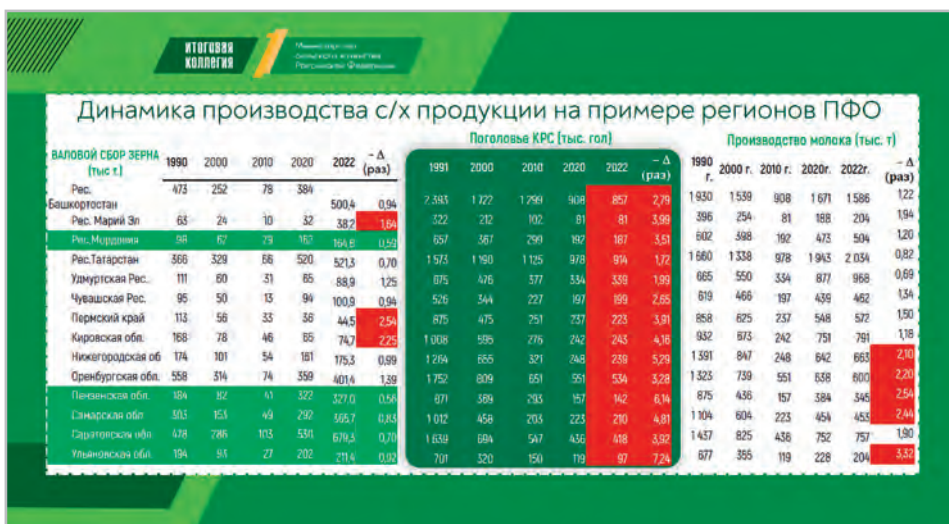 ИТОГОВАЯ КОЛЛЕГИЯ
1
Министерство сельского хозяйства Российской Федерации
Динамика производства с/х продукции на примере регионов ПФО
Поголовье КРС (тыс. гол)
Производство молока (тыс. т)
ВАЛОВОЙ СБОР ЗЕРНА (тыс т.) 1990 2000 2010 2020 2022 – Δ (раз) 1991 2000 2010 2020 2022 – Δ (раз) 1990 г. 2000 г. 2010 г. 2020г. 2022г. – Δ (раз)
Рес. Башкортостан 473 252 78 384 500,4 0,94 2 393 1 722 1 299 908 857 2,79 1 930 1 539 908 1 671 1 586 1,22
Рес. Марий Эл 63 24 10 32 38,2 1,64 322 212 102 81 81 3,99 396 254 81 188 204 1,94
Рес.Мордовия 98 67 29 162 164,8 0,59 657 367 299 192 187 3,51 602 398 192 473 504 1,20
Рес.Татарстан 366 329 66 520 521,3 0,70 1 573 1 190 1 125 978 914 1,72 1 660 1 338 978 1 943 2 034 0,82
Удмуртская Рес. 111 60 31 65 88,9 1,25 675 476 377 334 339 1,99 665 550 334 877 968 0,69
Чувашская Рес. 95 50 13 94 100,9 0,94 526 344 227 197 199 2,65 619 466 197 439 462 1,34
Пермский край 113 56 33 36 44,5 2,54 875 475 251 237 223 3,91 858 625 237 548 572 1,50
Кировская обл. 168 78 46 65 74,7 2,25 1 008 595 276 242 243 4,16 932 673 242 751 791 1,18
Нижегородская об 174 101 54 161 175,3 0,99 1 264 655 321 248 239 5,29 1 391 847 248 642 663 2,10
Оренбургская обл. 558 314 74 359 401,4 1,39 1 752 809 651 551 534 3,28 1 323 739 551 638 600 2,20
Пензенская обл. 184 82 41 322 327,0 0,56 871 369 293 157 142 6,14 875 436 157 384 345 2,54
Самарская обл 303 153 49 292 365,7 0,83 1 012 458 203 223 210 4,81 1 104 604 223 454 453 2,44
Саратовская обл. 478 286 103 530 679,3 0,70 1 639 694 547 436 418 3,92 1 437 825 436 752 757 1,90
Ульяновская обл. 194 93 27 202 211,4 0,92 701 320 150 119 97 7,24 677 355 119 228 204 3,32